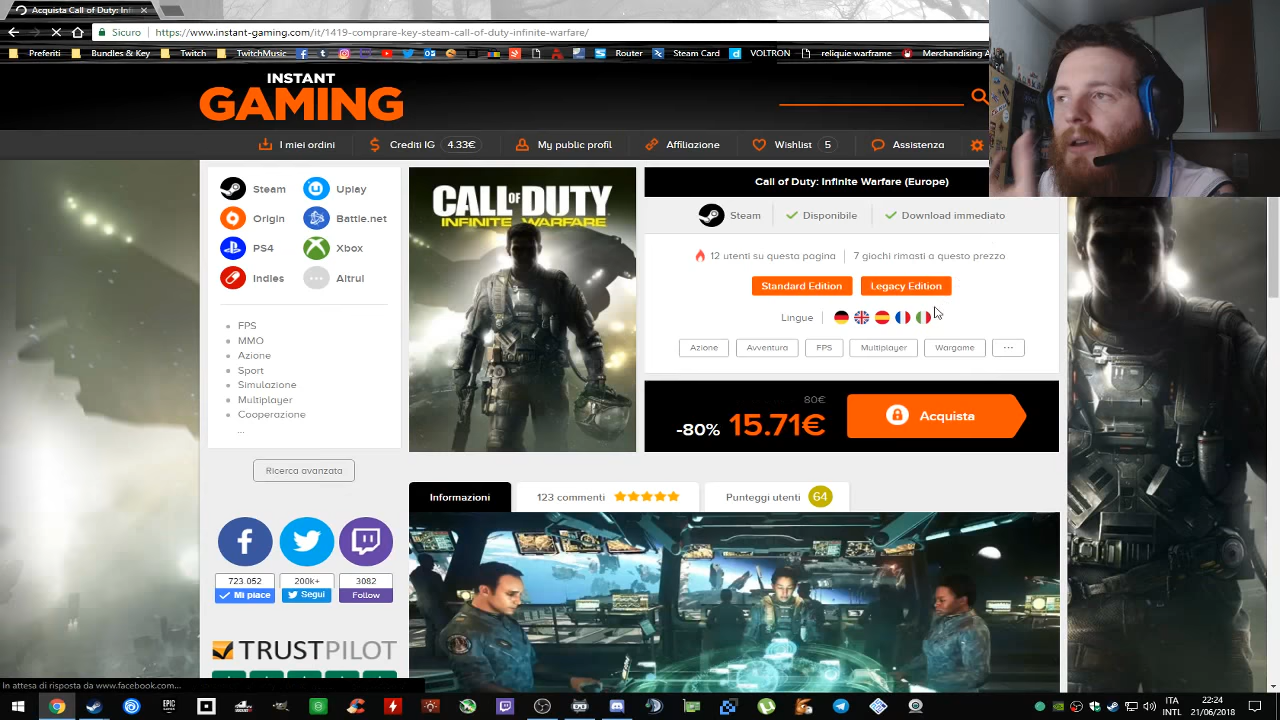 Acquista Call of Duty: Inf
Sicuro
https://www.instant-gaming.com/it/1419-comprare-key-steam-call-of-duty-infinite-warfare/
Preferiti
Bundles & Key
Twitch
TwitchMusic
Router
Steam Card
VOLTRON
reliquie warframe
Merchandising A
INSTANT
GAMING
I miei ordini
Crediti IG
4.33€
My public profil
Affiliazione
Wishlist
5
Assistenza
Steam
Uplay
Origin
Battle.net
PS4
Xbox
Indies
Altrui
FPS
MMO
Azione
Sport
Simulazione
Multiplayer
Cooperazione
...
Ricerca avanzata
723.052
200k+
3082
Mi piace
Segui
Follow
TRUSTPILOT
CALL OF DUTY
INFINITE WARFARE
Call of Duty: Infinite Warfare (Europe)
Steam
Disponibile
Download immediato
12 utenti su questa pagina
7 giochi rimasti a questo prezzo
Standard Edition
Legacy Edition
Lingue
Azione
Avventura
FPS
Multiplayer
Wargame
...
80€
-80%
15.71€
Acquista
Informazioni
123 commenti
Punteggi utenti
64
In attesa di risposta da www.facebook.com...
EPIC
GAMES
ITA
INTL
22:24
21/06/2018